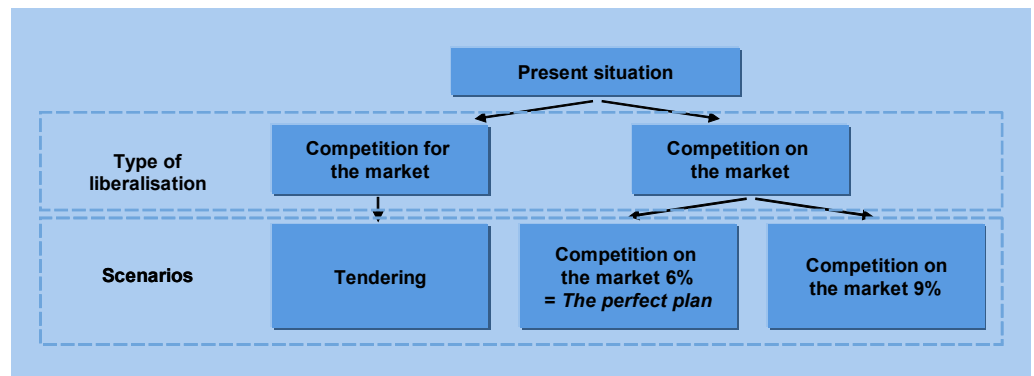 Present situation
Type of
liberalisation
Competition for
the market
Competition on
the market
Scenarios
Tendering
Competition on
the market 6%
= The perfect plan
Competition on
the market 9%